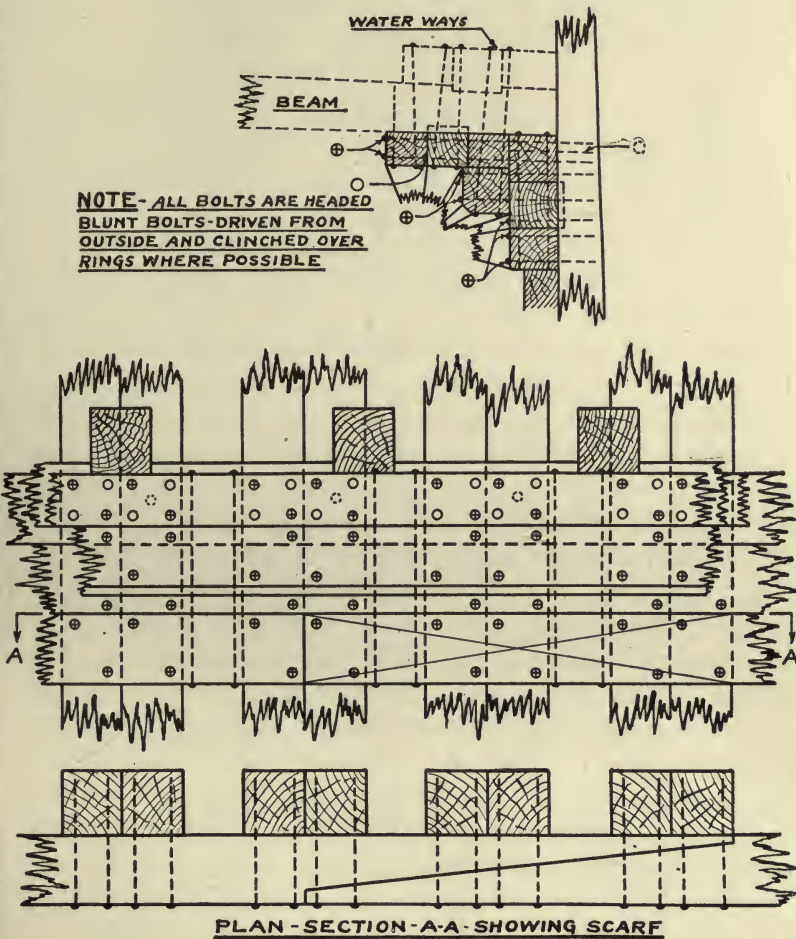 WATER WAYS
BEAM
NOTE- ALL BOLTS ARE HEADED
BLUNT BOLTS-DRIVEN FROM
OUTSIDE AND CLINCHED OVER
RINGS WHERE POSSIBLE
A A
PLAN-SECTION-A-A-SHOWING SCARF